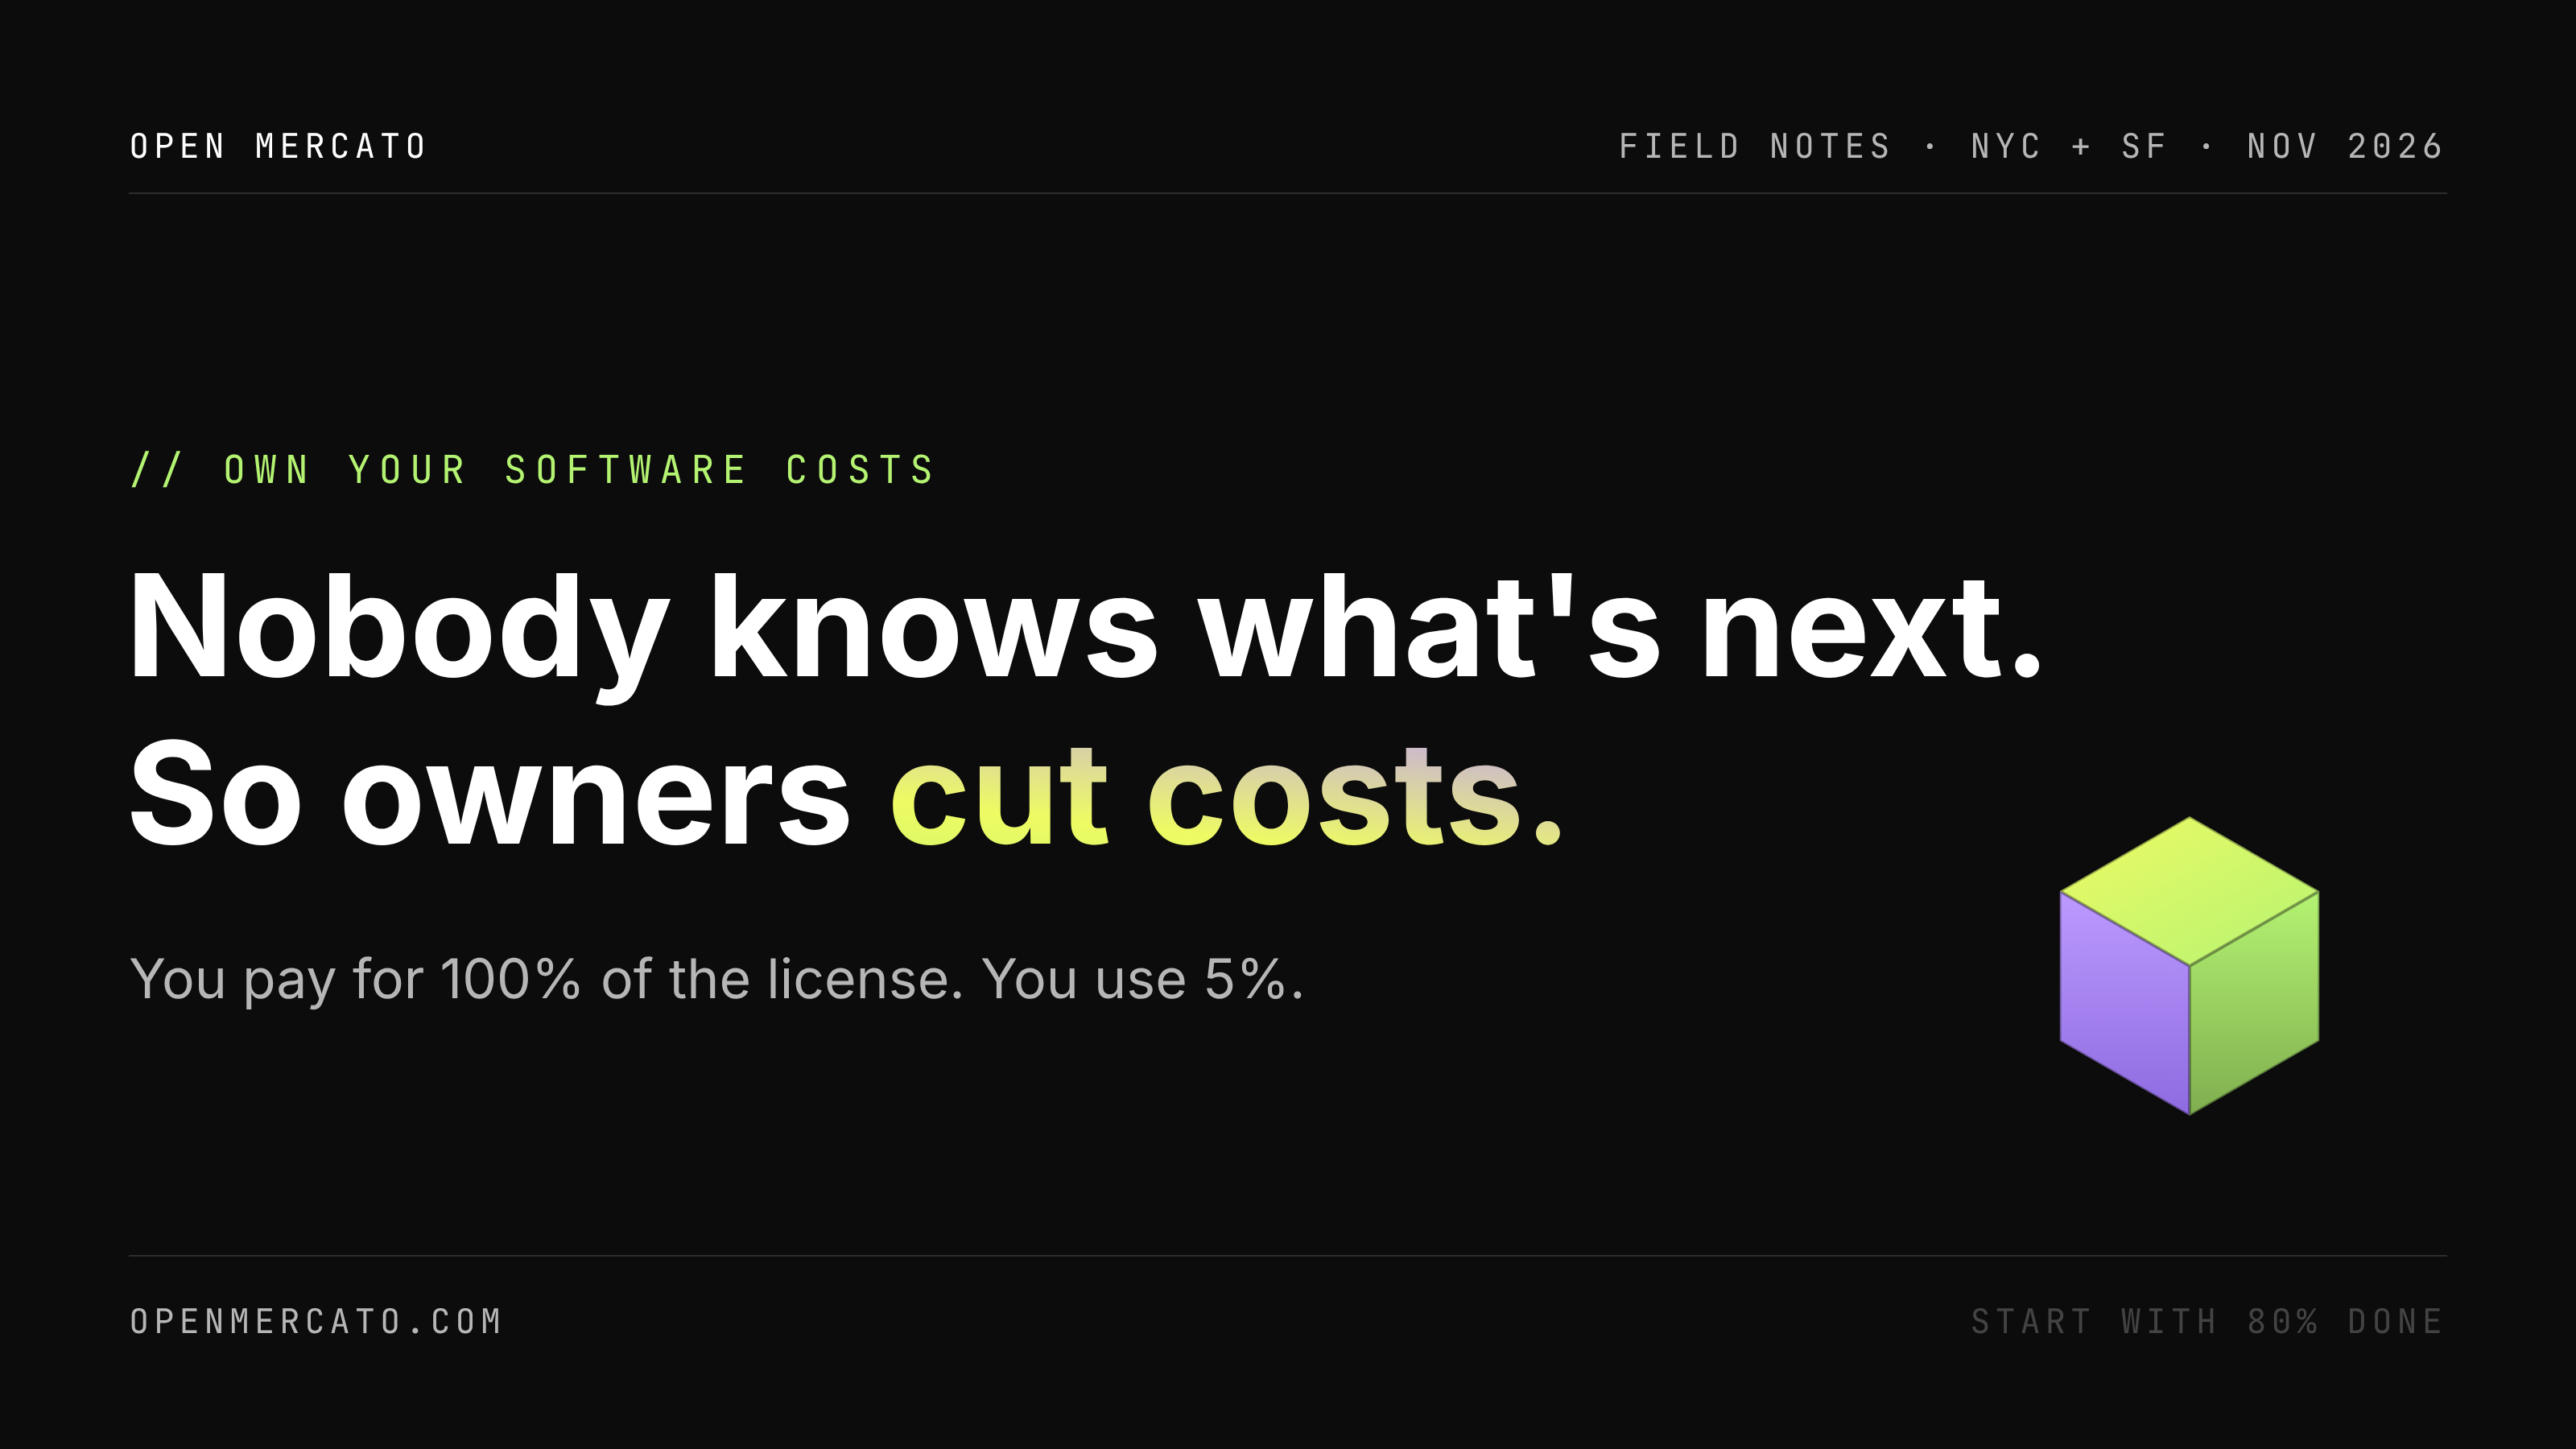 OPEN MERCATO
FIELD NOTES · NYC + SF · NOV 2026
// OWN YOUR SOFTWARE COSTS
Nobody knows what's next.
So owners cut costs.
You pay for 100% of the license. You use 5%.
OPENMERCATO.COM
START WITH 80% DONE